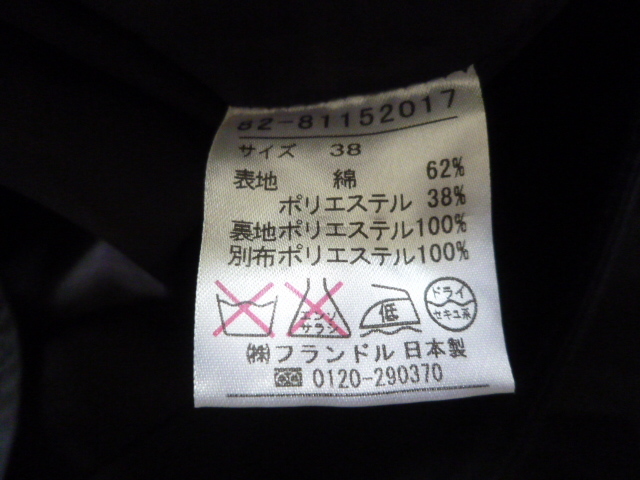 82-81152017
サイズ 38
表地 綿 62%
ポリエステル 38%
裏地ポリエステル100%
別布ポリエステル100%
エンソ サラシ 低 ドライ セキユ系
㈱フランドル 日本製
0120-290370